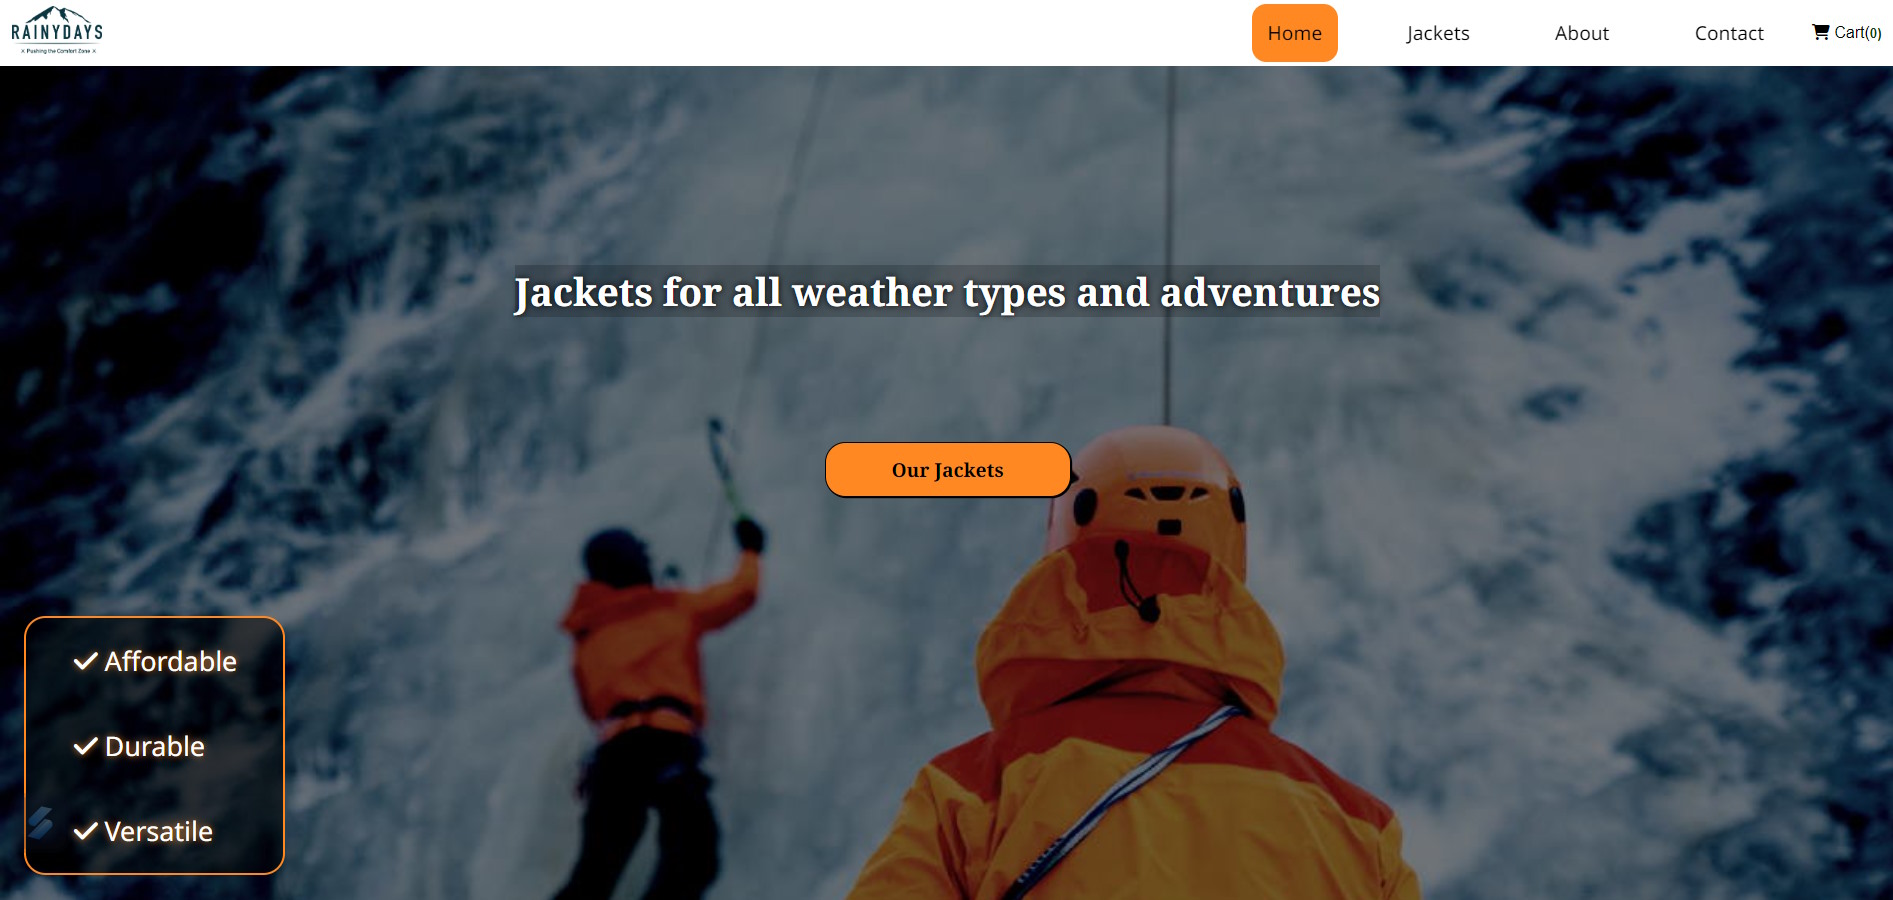 RAINYDAYS
× Pushing the Comfort Zone ×
Home
Jackets
About
Contact
Cart(0)
Jackets for all weather types and adventures
Our Jackets
Affordable
Durable
Versatile